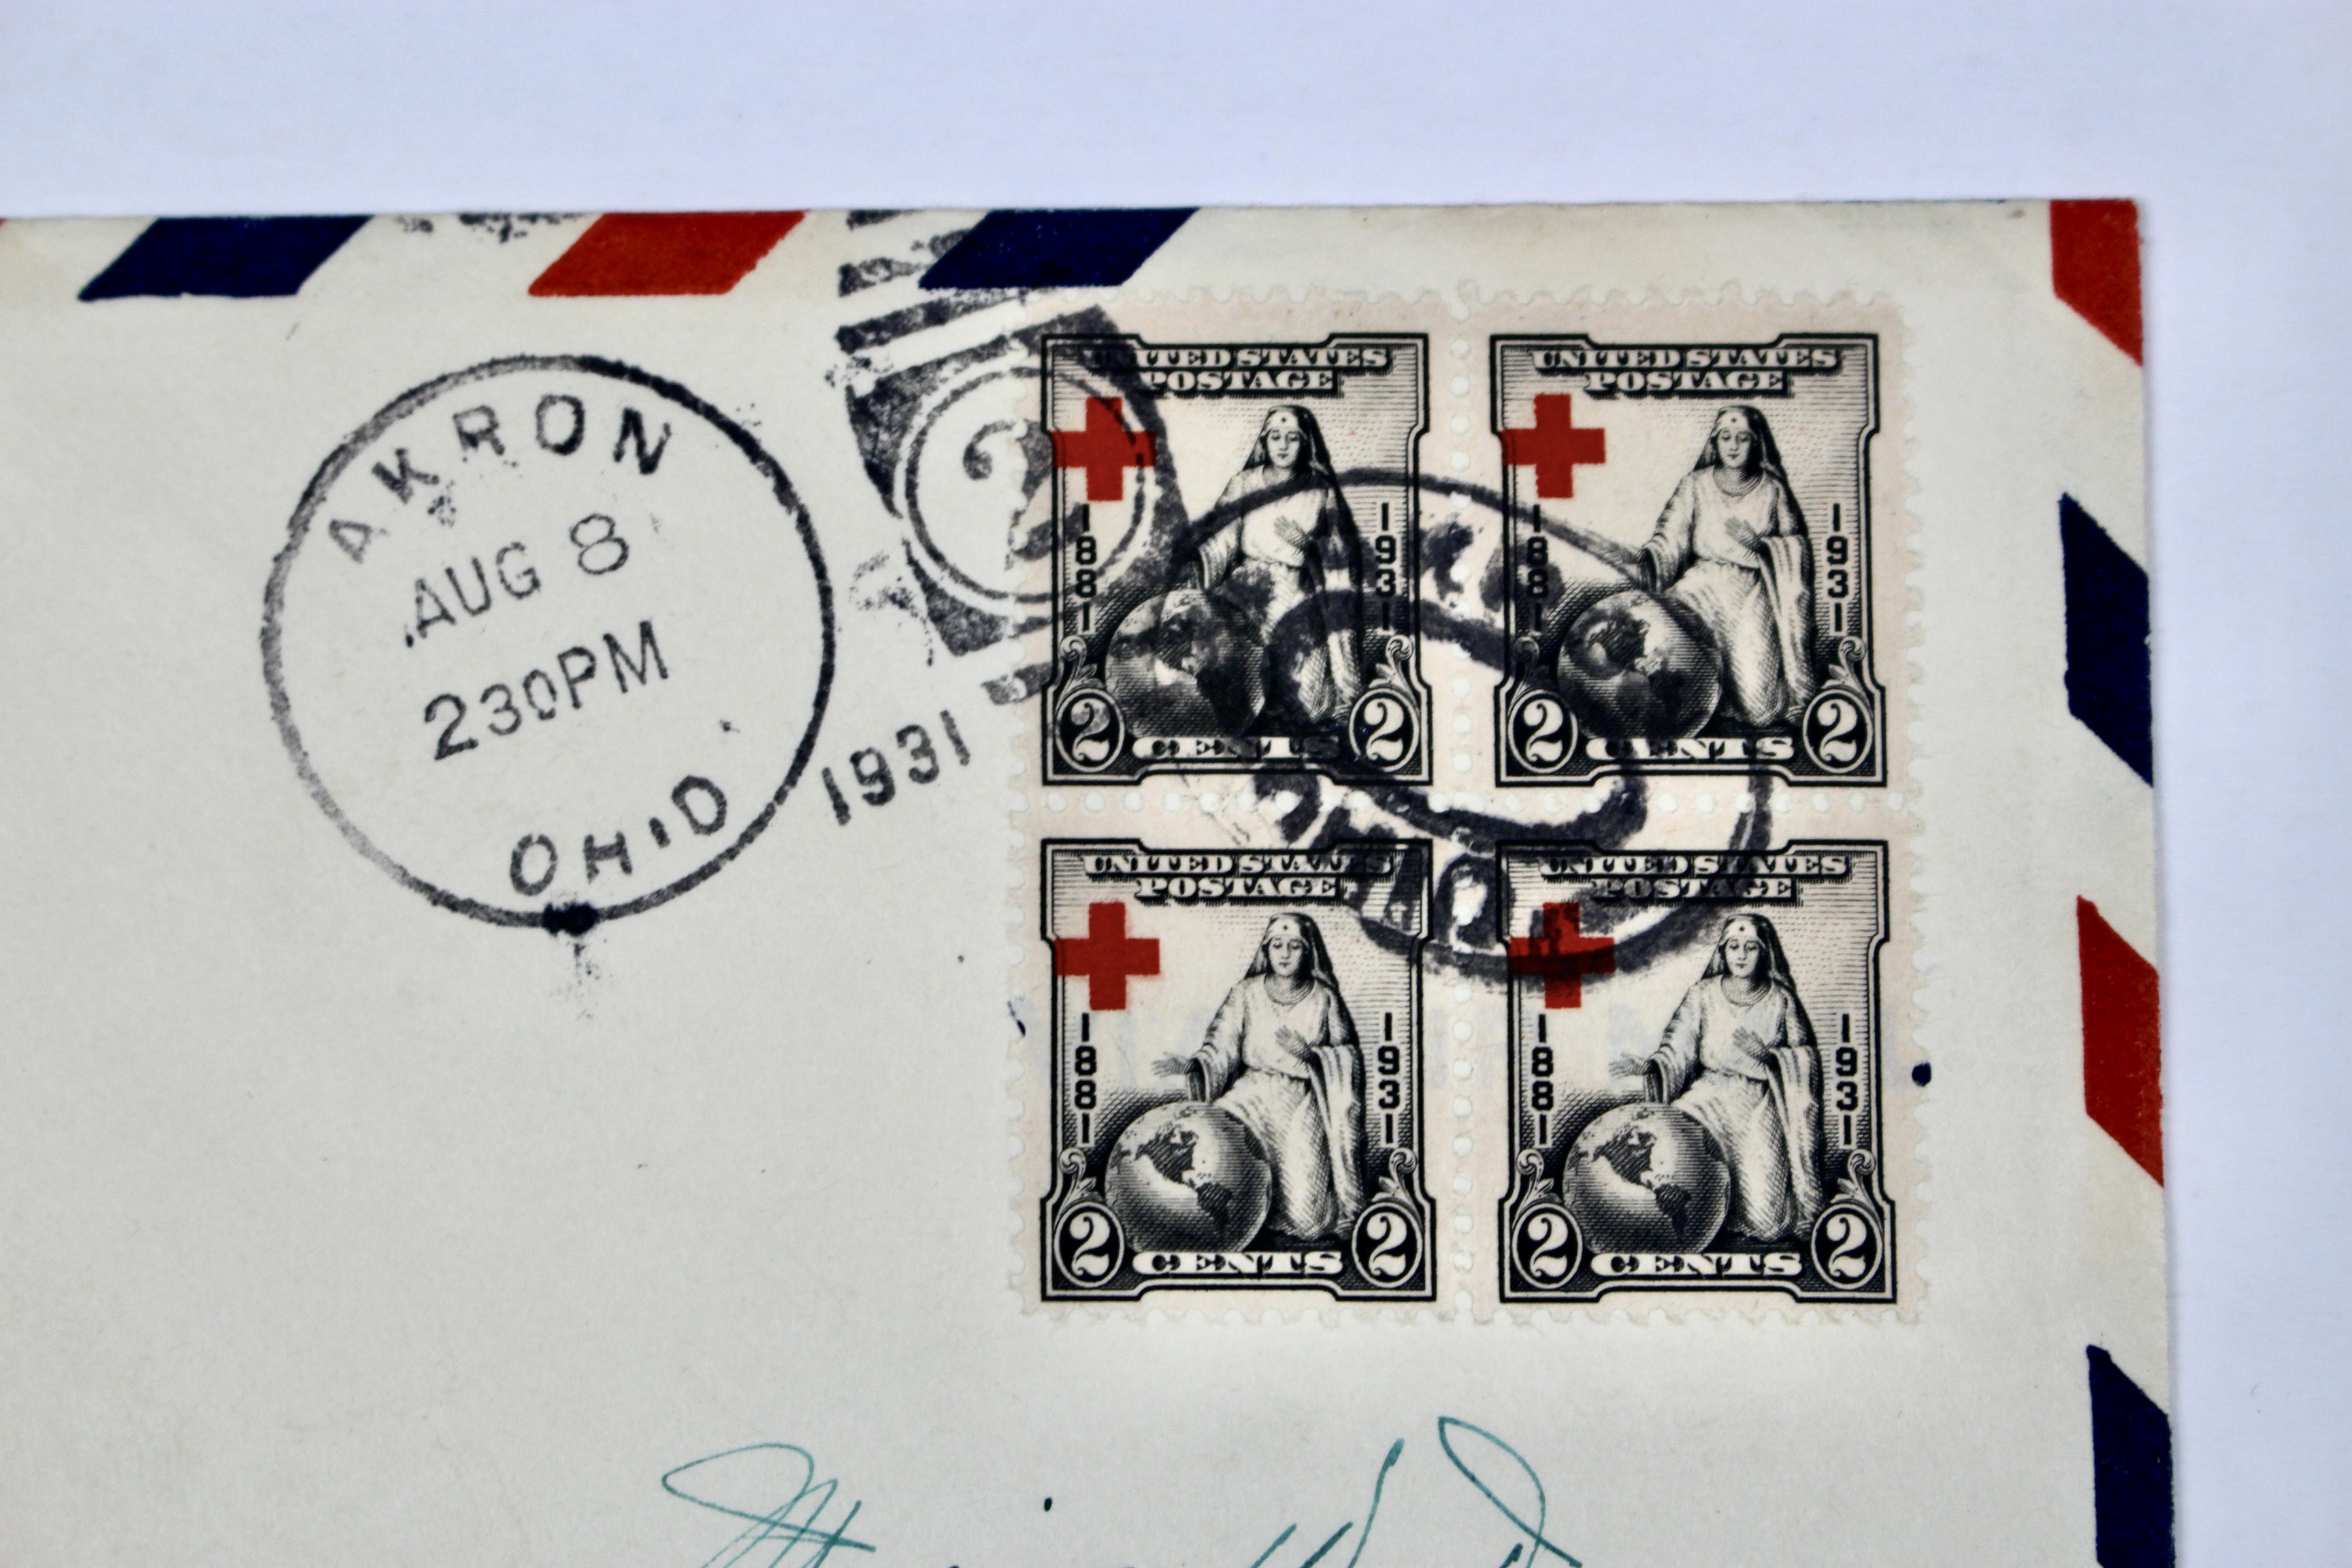 AKRON
AUG 8
230PM
OHIO
1931
2
UNITED STATES
POSTAGE
1881
1931
2 CENTS 2
UNITED STATES
POSTAGE
1881
1931
2 CENTS 2
UNITED STATES
POSTAGE
1881
1931
2 CENTS 2
UNITED STATES
POSTAGE
1881
1931
2 CENTS 2